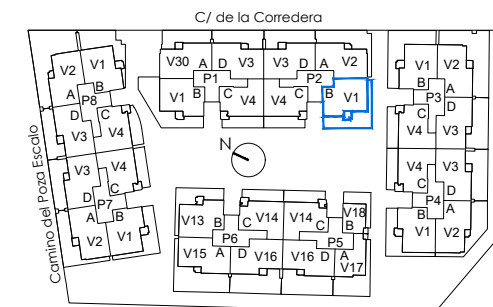 C/ de la Corredera
V30 A D V3 V3 D A V2
P1 P2
V1 B C V4 V4 C B V1
V2 V1
A B
P8
D C
V3 V4
V1 V2
B A
P3
C D
V4 V3
N
Camino del Poza Escalo
V3 V4
D C
P7
A B
V2 V1
V4 V3
C D
P4
B A
V1 V2
V13 B C V14 V14 C B V18
P6 P5
V15 A D V16 V16 D A V17